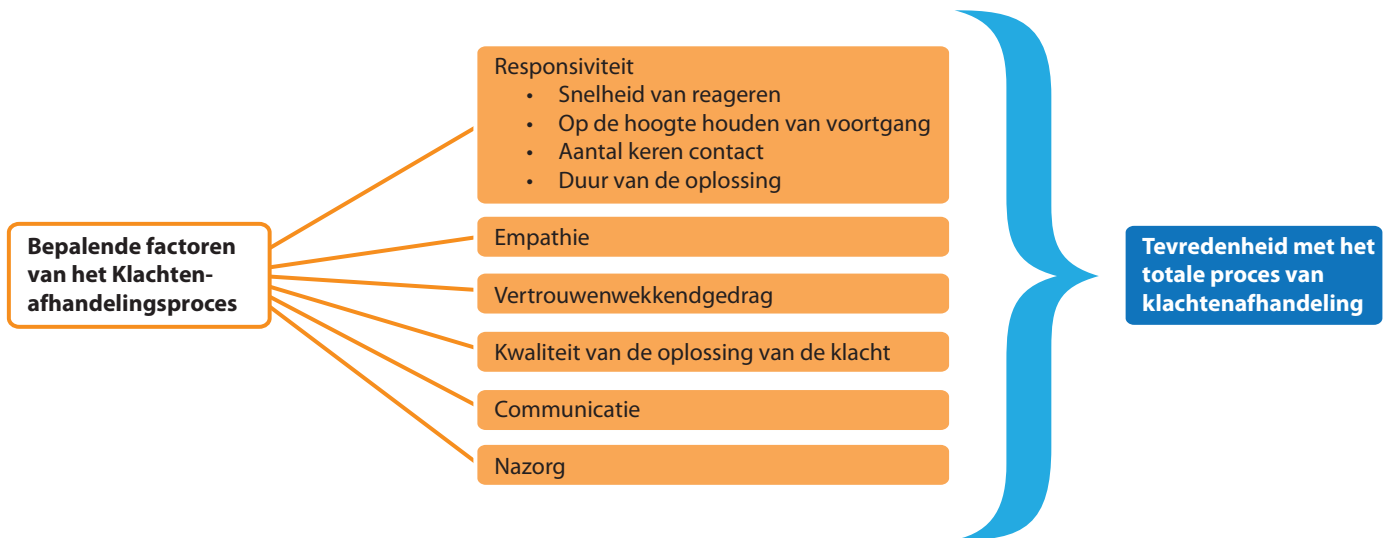 Bepalende factoren
van het Klachten-
afhandelingsproces
Responsiviteit
• Snelheid van reageren
• Op de hoogte houden van voortgang
• Aantal keren contact
• Duur van de oplossing
Empathie
Vertrouwenwekkendgedrag
Kwaliteit van de oplossing van de klacht
Communicatie
Nazorg
Tevredenheid met het
totale proces van
klachtenafhandeling